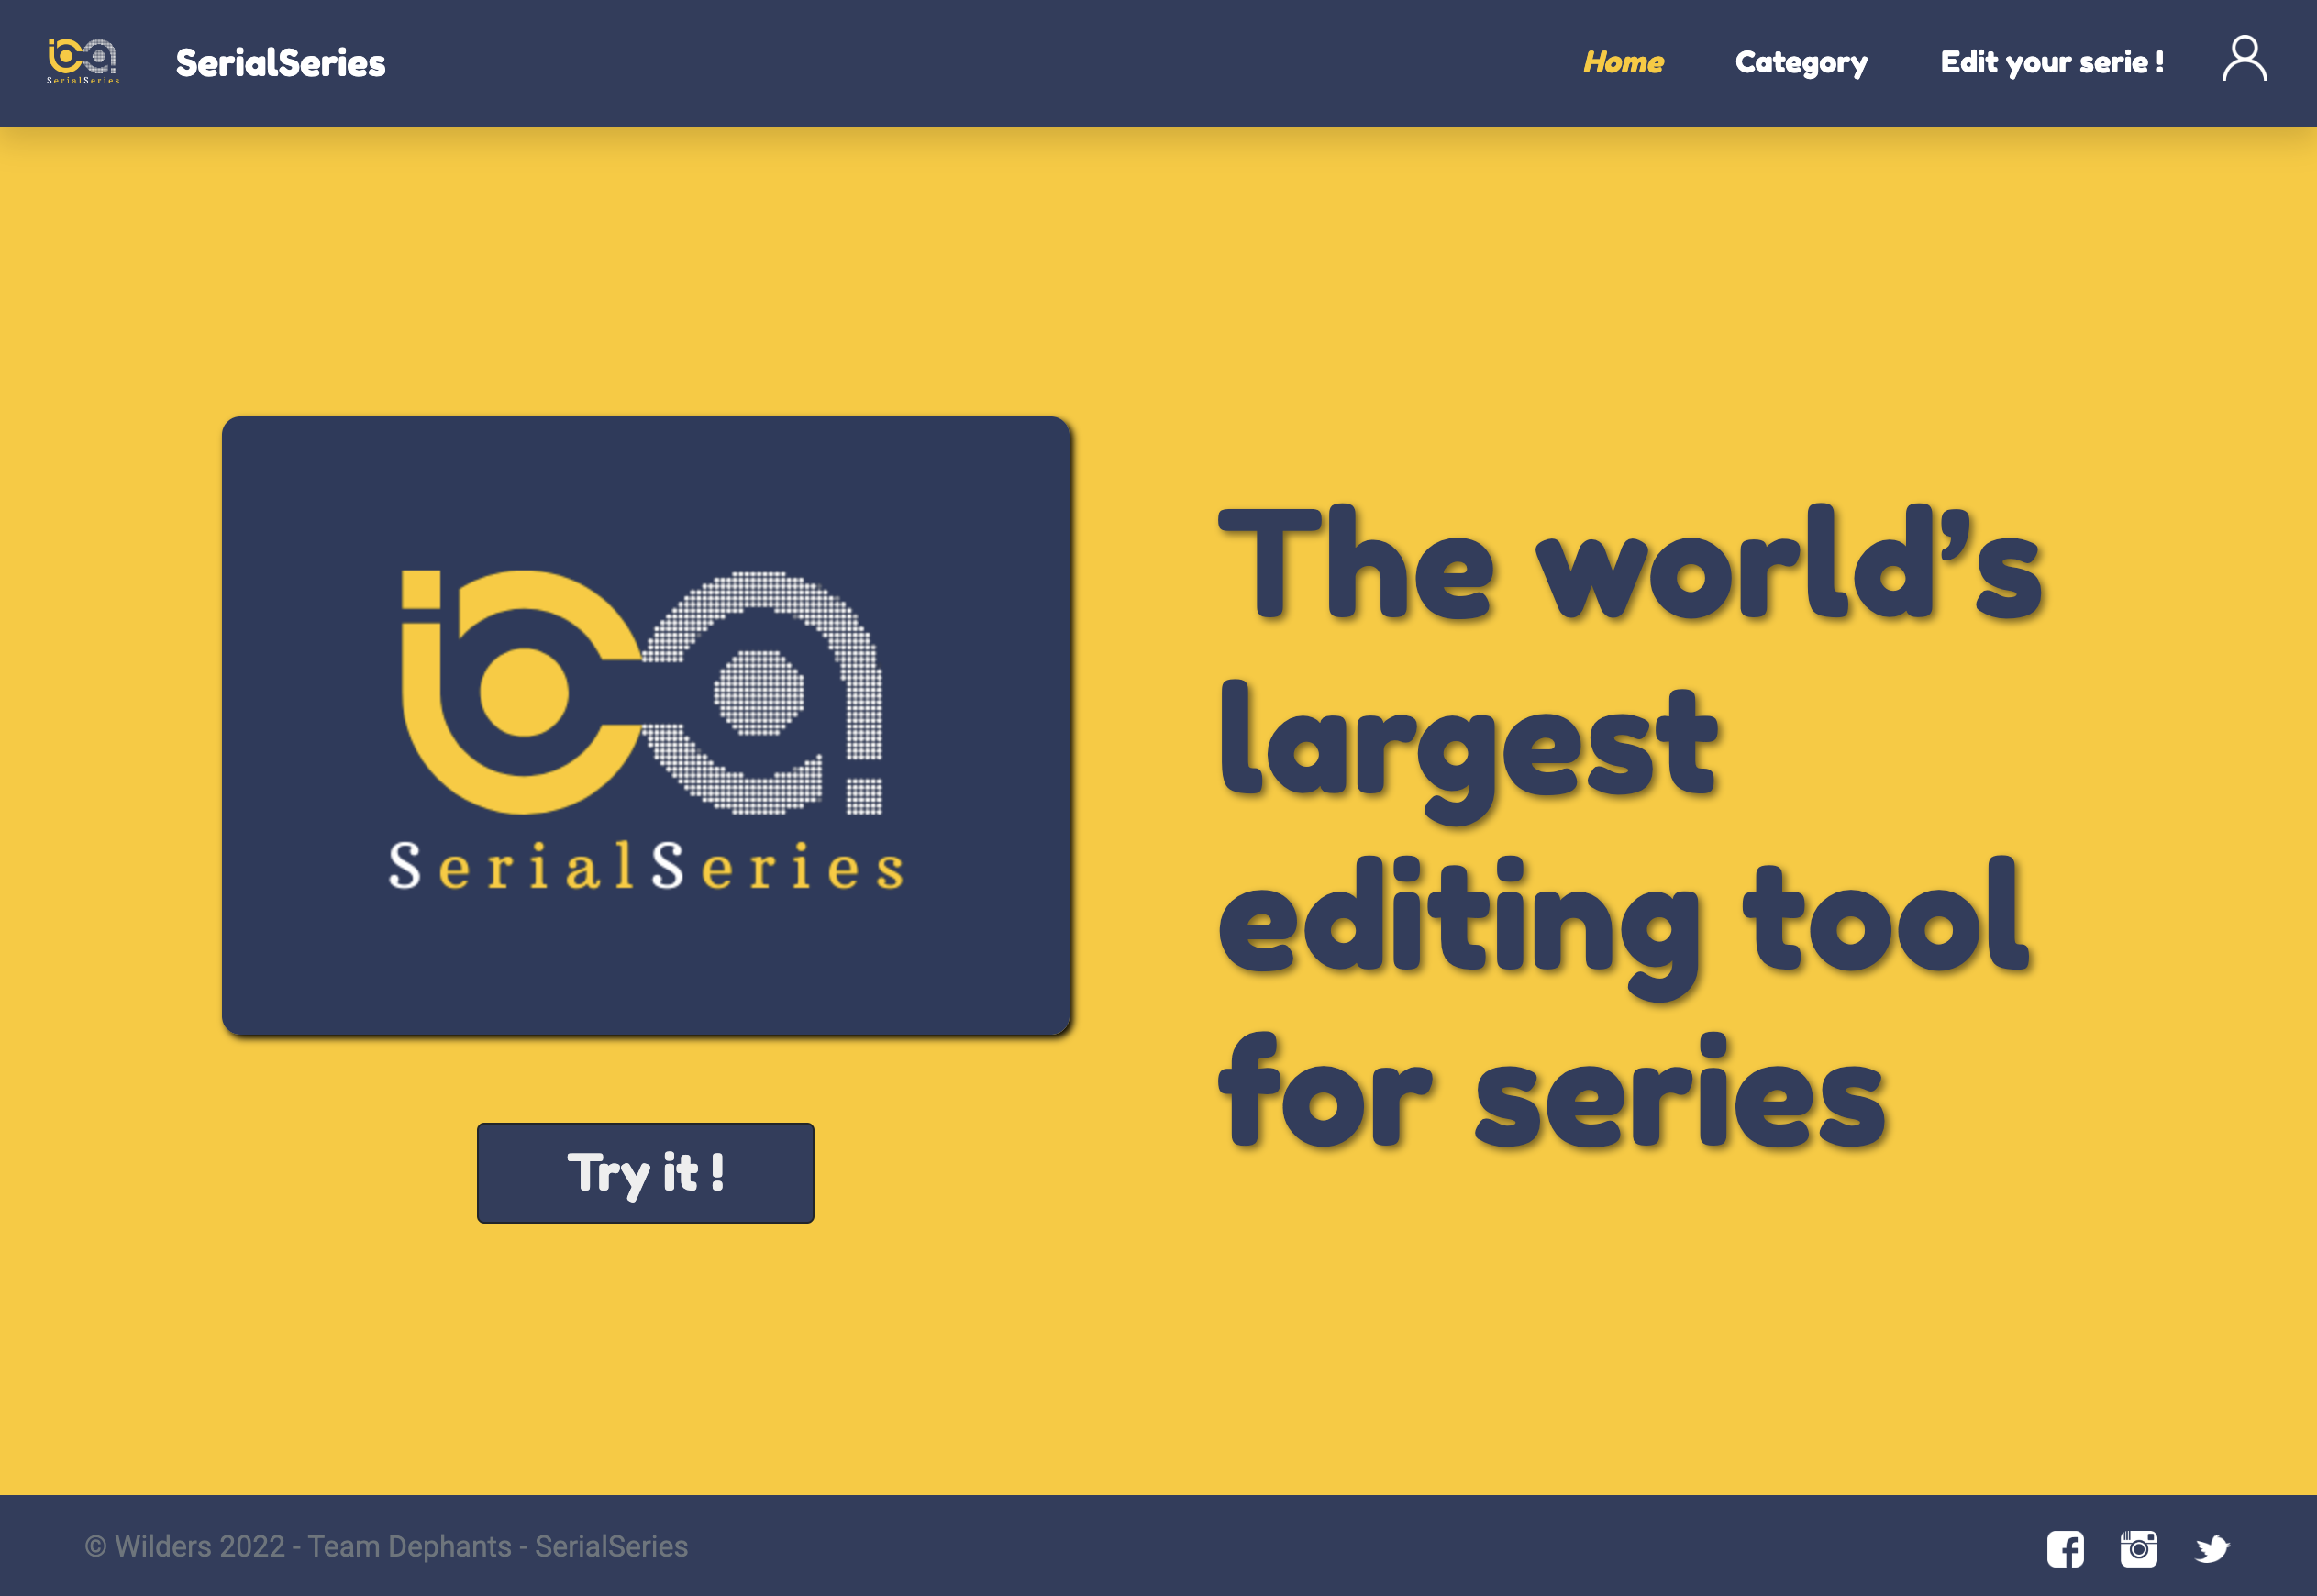 SerialSeries
SerialSeries
Home
Category
Edit your serie !
SerialSeries
The world’s
largest
editing tool
for series
Try it !
© Wilders 2022 - Team Dephants - SerialSeries